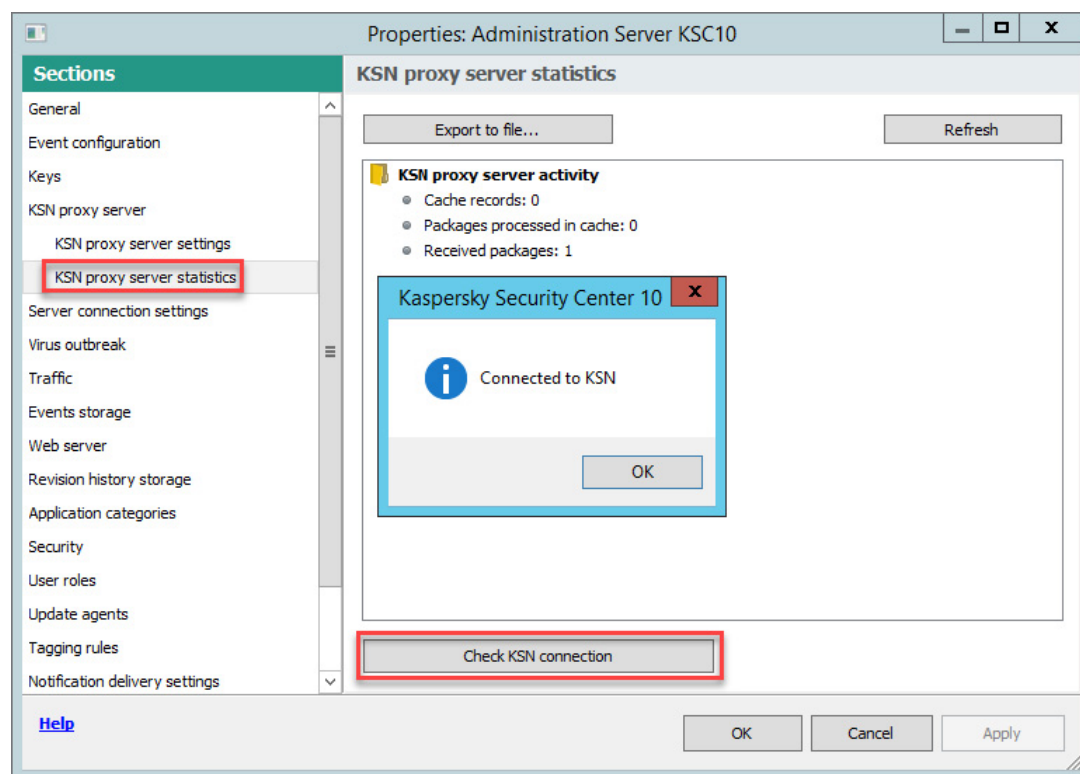 Properties: Administration Server KSC10
Sections
General
Event configuration
Keys
KSN proxy server
KSN proxy server settings
KSN proxy server statistics
Server connection settings
Virus outbreak
Traffic
Events storage
Web server
Revision history storage
Application categories
Security
User roles
Update agents
Tagging rules
Notification delivery settings
KSN proxy server statistics
Export to file...
Refresh
KSN proxy server activity
Cache records: 0
Packages processed in cache: 0
Received packages: 1
Kaspersky Security Center 10
Connected to KSN
OK
Check KSN connection
Help
OK
Cancel
Apply